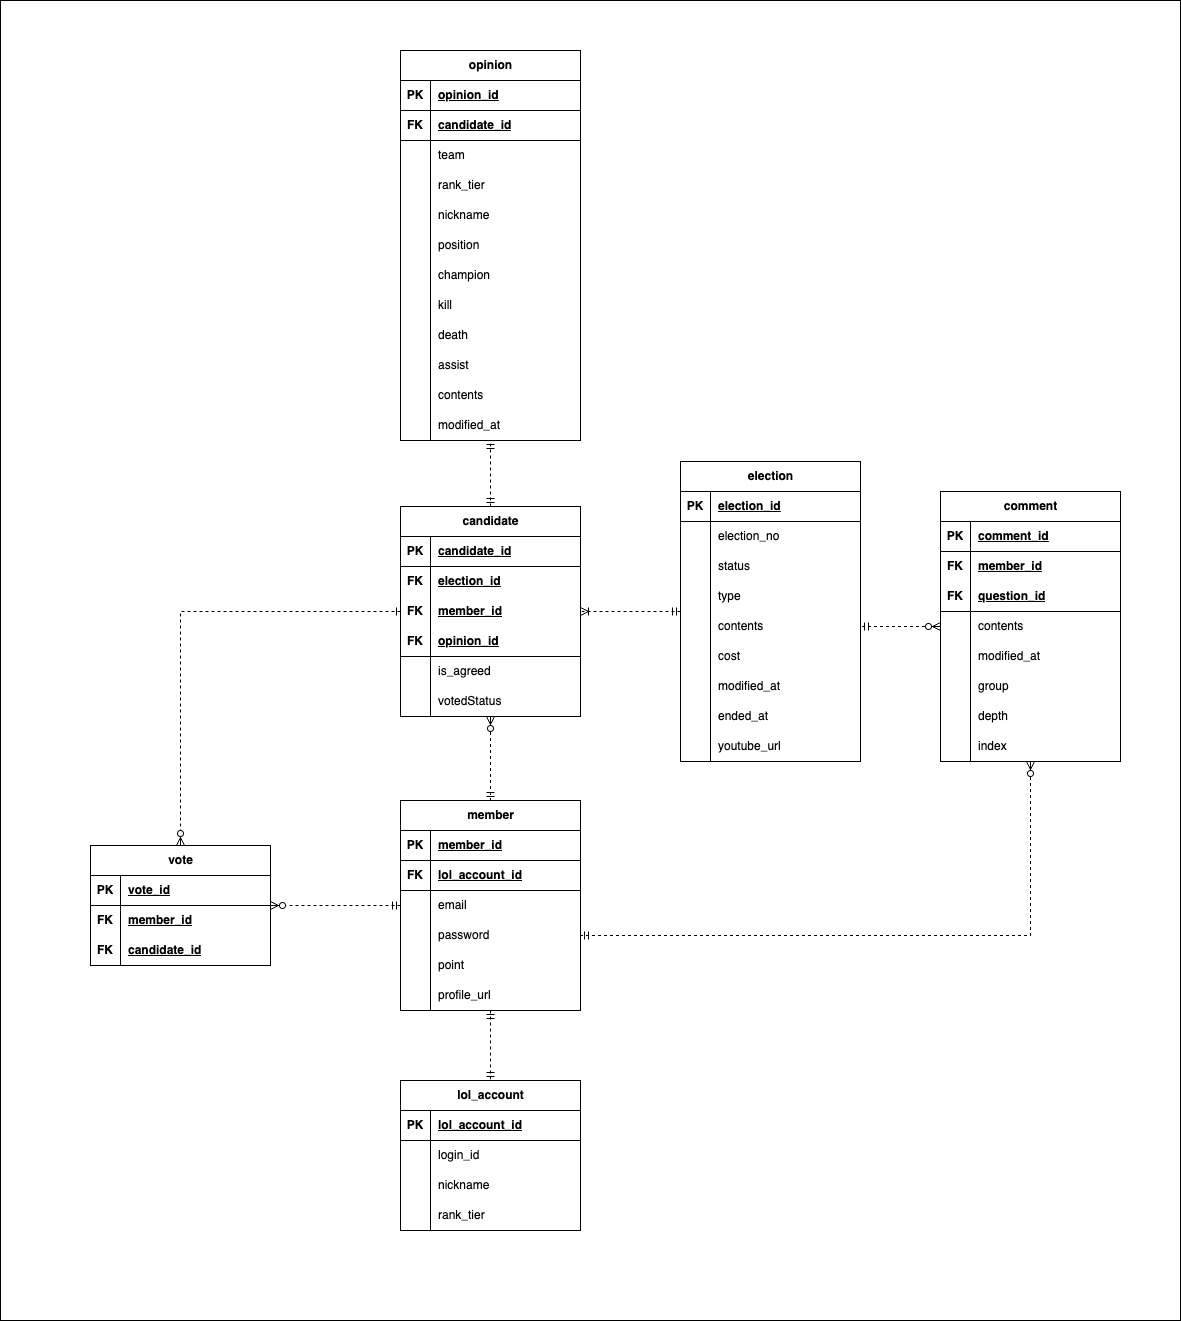 opinion
PK opinion_id
FK candidate_id
team
rank_tier
nickname
position
champion
kill
death
assist
contents
modified_at
candidate
PK candidate_id
FK election_id
FK member_id
FK opinion_id
is_agreed
votedStatus
election
PK election_id
election_no
status
type
contents
cost
modified_at
ended_at
youtube_url
comment
PK comment_id
FK member_id
FK question_id
contents
modified_at
group
depth
index
vote
PK vote_id
FK member_id
FK candidate_id
member
PK member_id
FK lol_account_id
email
password
point
profile_url
lol_account
PK lol_account_id
login_id
nickname
rank_tier